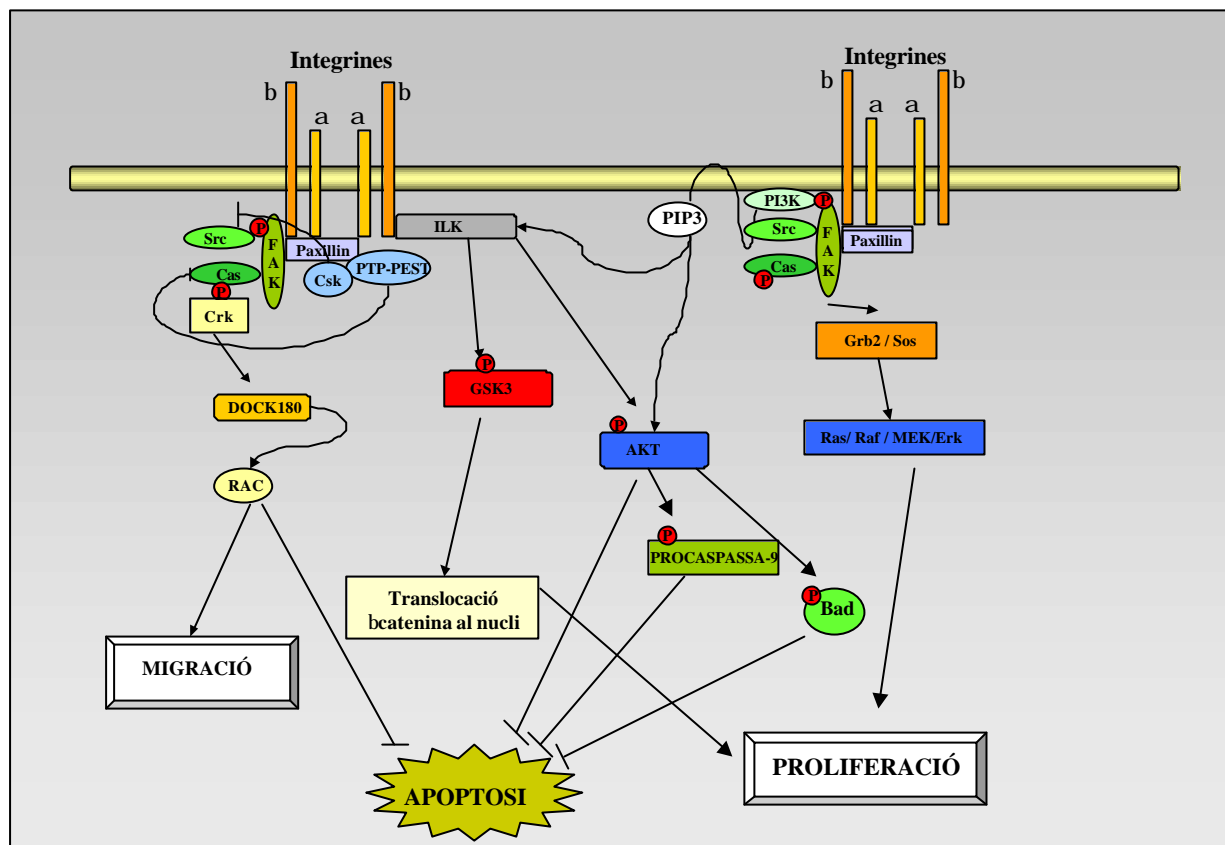 Integrines
Integrines
b
b
b
b
a
a
a
a
PI3K
P
PIP3
Src
F
A
K
Paxillin
Cas
P
P
Src
F
A
K
Paxillin
ILK
Cas
Csk
PTP-PEST
P
Crk
Grb2 / Sos
P
GSK3
DOCK180
P
AKT
Ras/ Raf / MEK/Erk
RAC
P
PROCASPASSA-9
Translocació
bcatenina al nucli
P
Bad
MIGRACIÓ
PROLIFERACIÓ
APOPTOSI